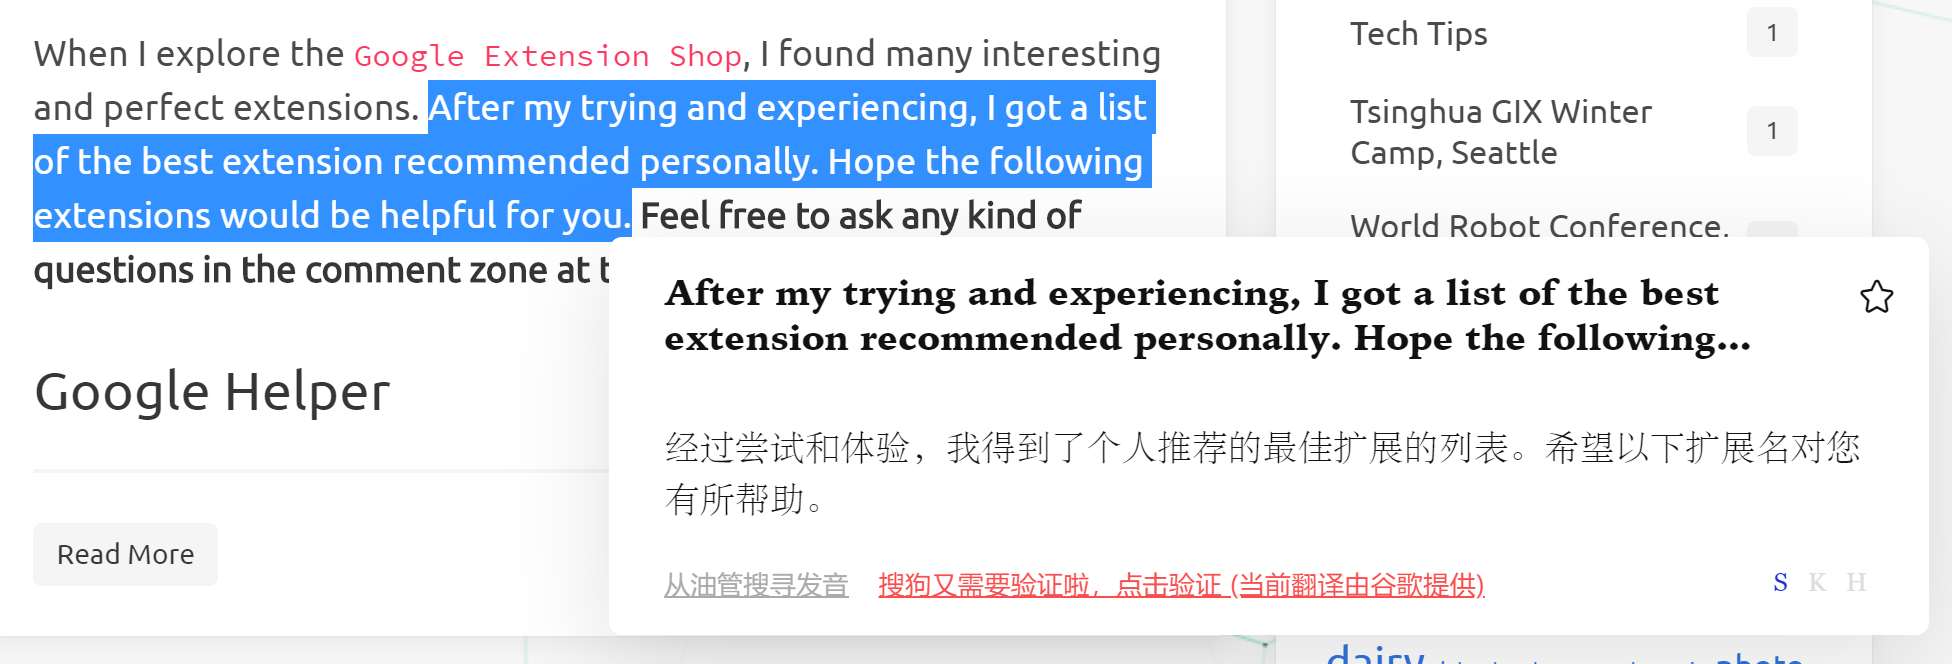 When I explore the Google Extension Shop, I found many interesting
and perfect extensions. After my trying and experiencing, I got a list
of the best extension recommended personally. Hope the following
extensions would be helpful for you. Feel free to ask any kind of
questions in the comment zone at t
Google Helper
Read More
Tech Tips 1
Tsinghua GIX Winter
Camp, Seattle 1
World Robot Conference,
After my trying and experiencing, I got a list of the best
extension recommended personally. Hope the following...
经过尝试和体验，我得到了个人推荐的最佳扩展的列表。希望以下扩展名对您
有所帮助。
从油管搜寻发音 搜狗又需要验证啦，点击验证 (当前翻译由谷歌提供) S K H
dairy photo